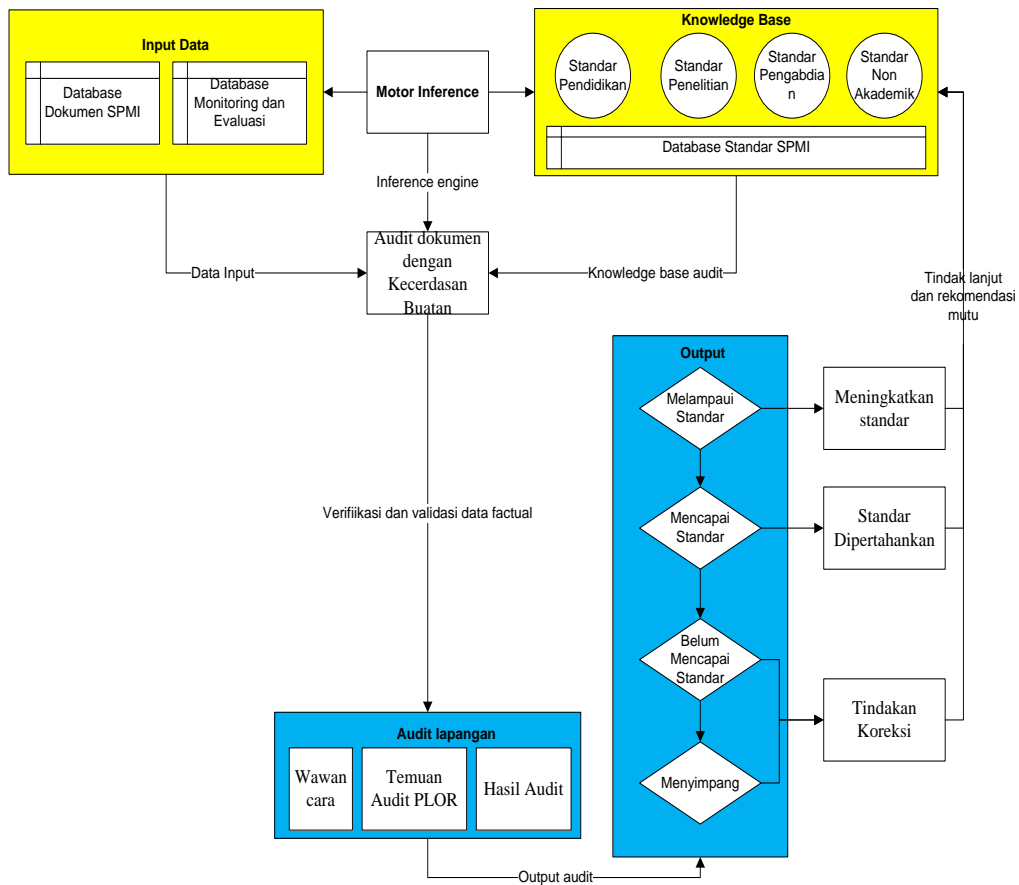 Input Data
Database
Dokumen SPMI
Database
Monitoring dan
Evaluasi
Motor Inference
Knowledge Base
Standar
Pendidikan
Standar
Penelitian
Standar
Pengabdia
n
Standar
Non
Akademik
Database Standar SPMI
Inference engine
Audit dokumen
dengan
Kecerdasan
Buatan
Data Input
Knowledge base audit
Tindak lanjut
dan rekomendasi
mutu
Output
Melampaui
Standar
Meningkatkan
standar
Mencapai
Standar
Standar
Dipertahankan
Verifiikasi dan validasi data factual
Belum
Mencapai
Standar
Tindakan
Koreksi
Menyimpang
Audit lapangan
Wawan
cara
Temuan
Audit PLOR
Hasil Audit
Output audit